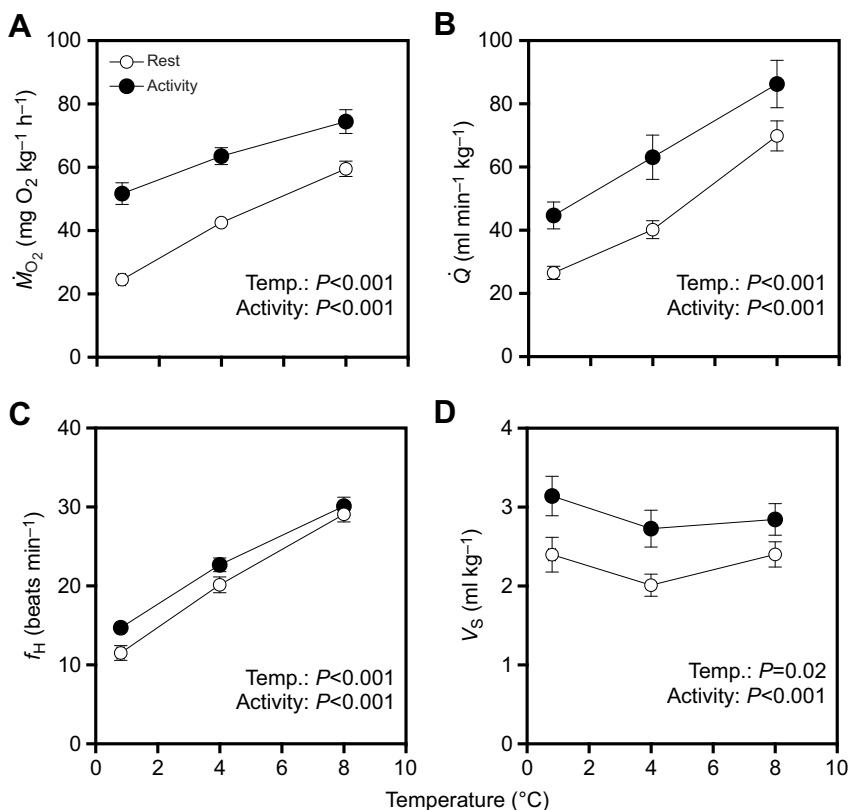 A
100
80
60
40
20
0
ṀO₂ (mg O₂ kg⁻¹ h⁻¹)
Rest
Activity
Temp.: P<0.001
Activity: P<0.001
B
100
80
60
40
20
0
Q̇ (ml min⁻¹ kg⁻¹)
Temp.: P<0.001
Activity: P<0.001
C
40
30
20
10
0
fH (beats min⁻¹)
Temp.: P<0.001
Activity: P<0.001
0 2 4 6 8 10
D
4
3
2
1
0
VS (ml kg⁻¹)
Temp.: P=0.02
Activity: P<0.001
0 2 4 6 8 10
Temperature (°C)